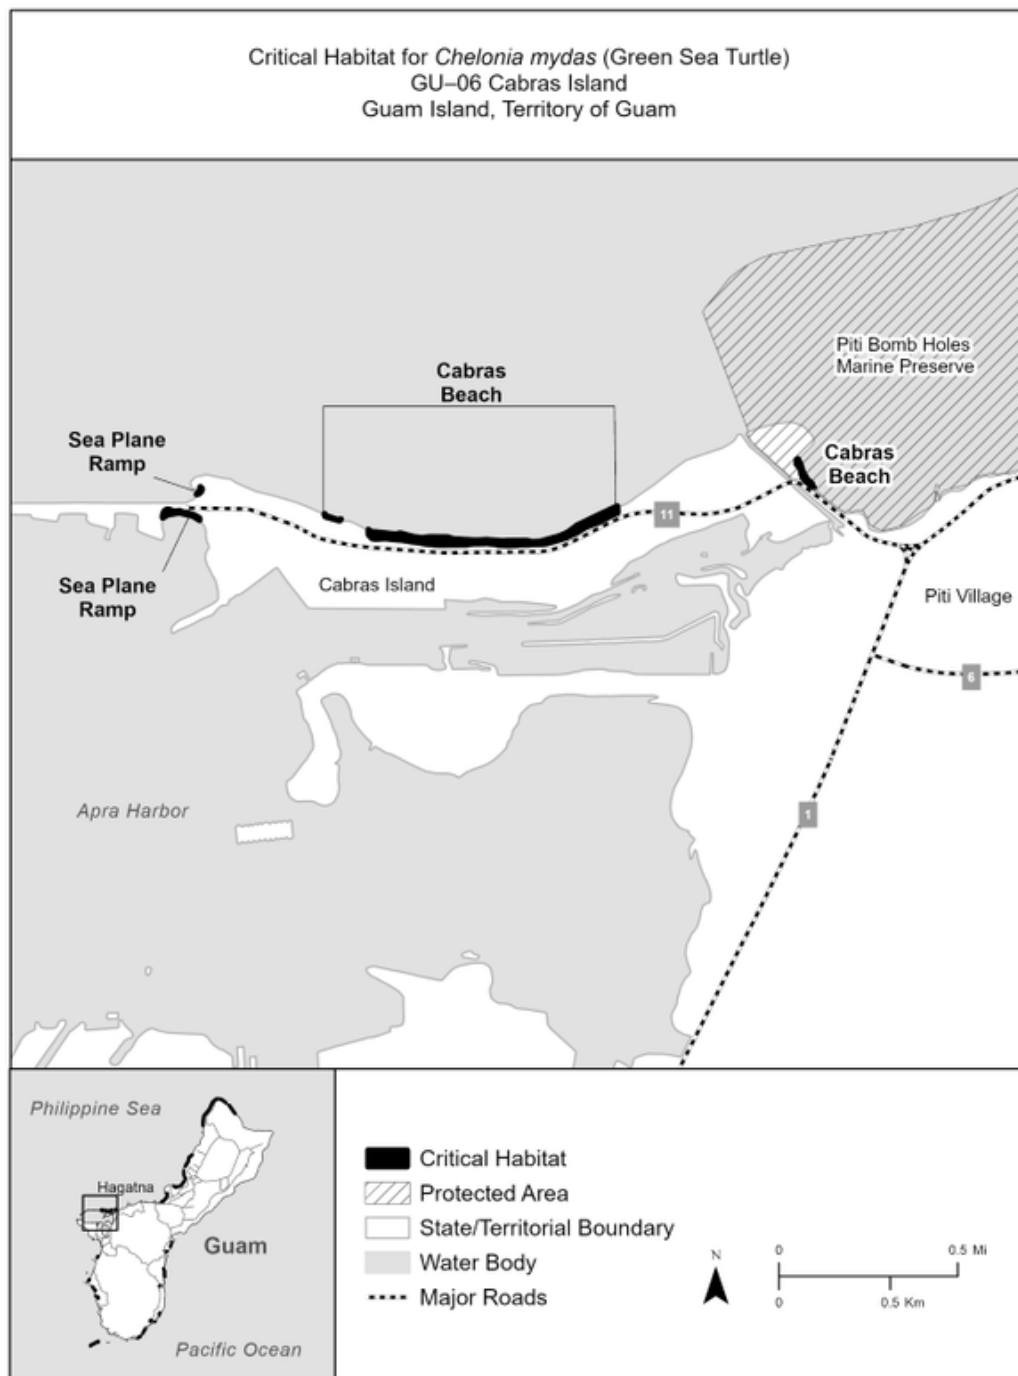 Critical Habitat for Chelonia mydas (Green Sea Turtle)
GU–06 Cabras Island
Guam Island, Territory of Guam
Piti Bomb Holes
Marine Preserve
Cabras
Beach
Sea Plane
Ramp
Cabras
Beach
11
Sea Plane
Ramp
Cabras Island
Piti Village
6
Apra Harbor
1
Philippine Sea
Hagatna
Guam
Pacific Ocean
Critical Habitat
Protected Area
State/Territorial Boundary
Water Body
Major Roads
N
0 0.5 Mi
0 0.5 Km